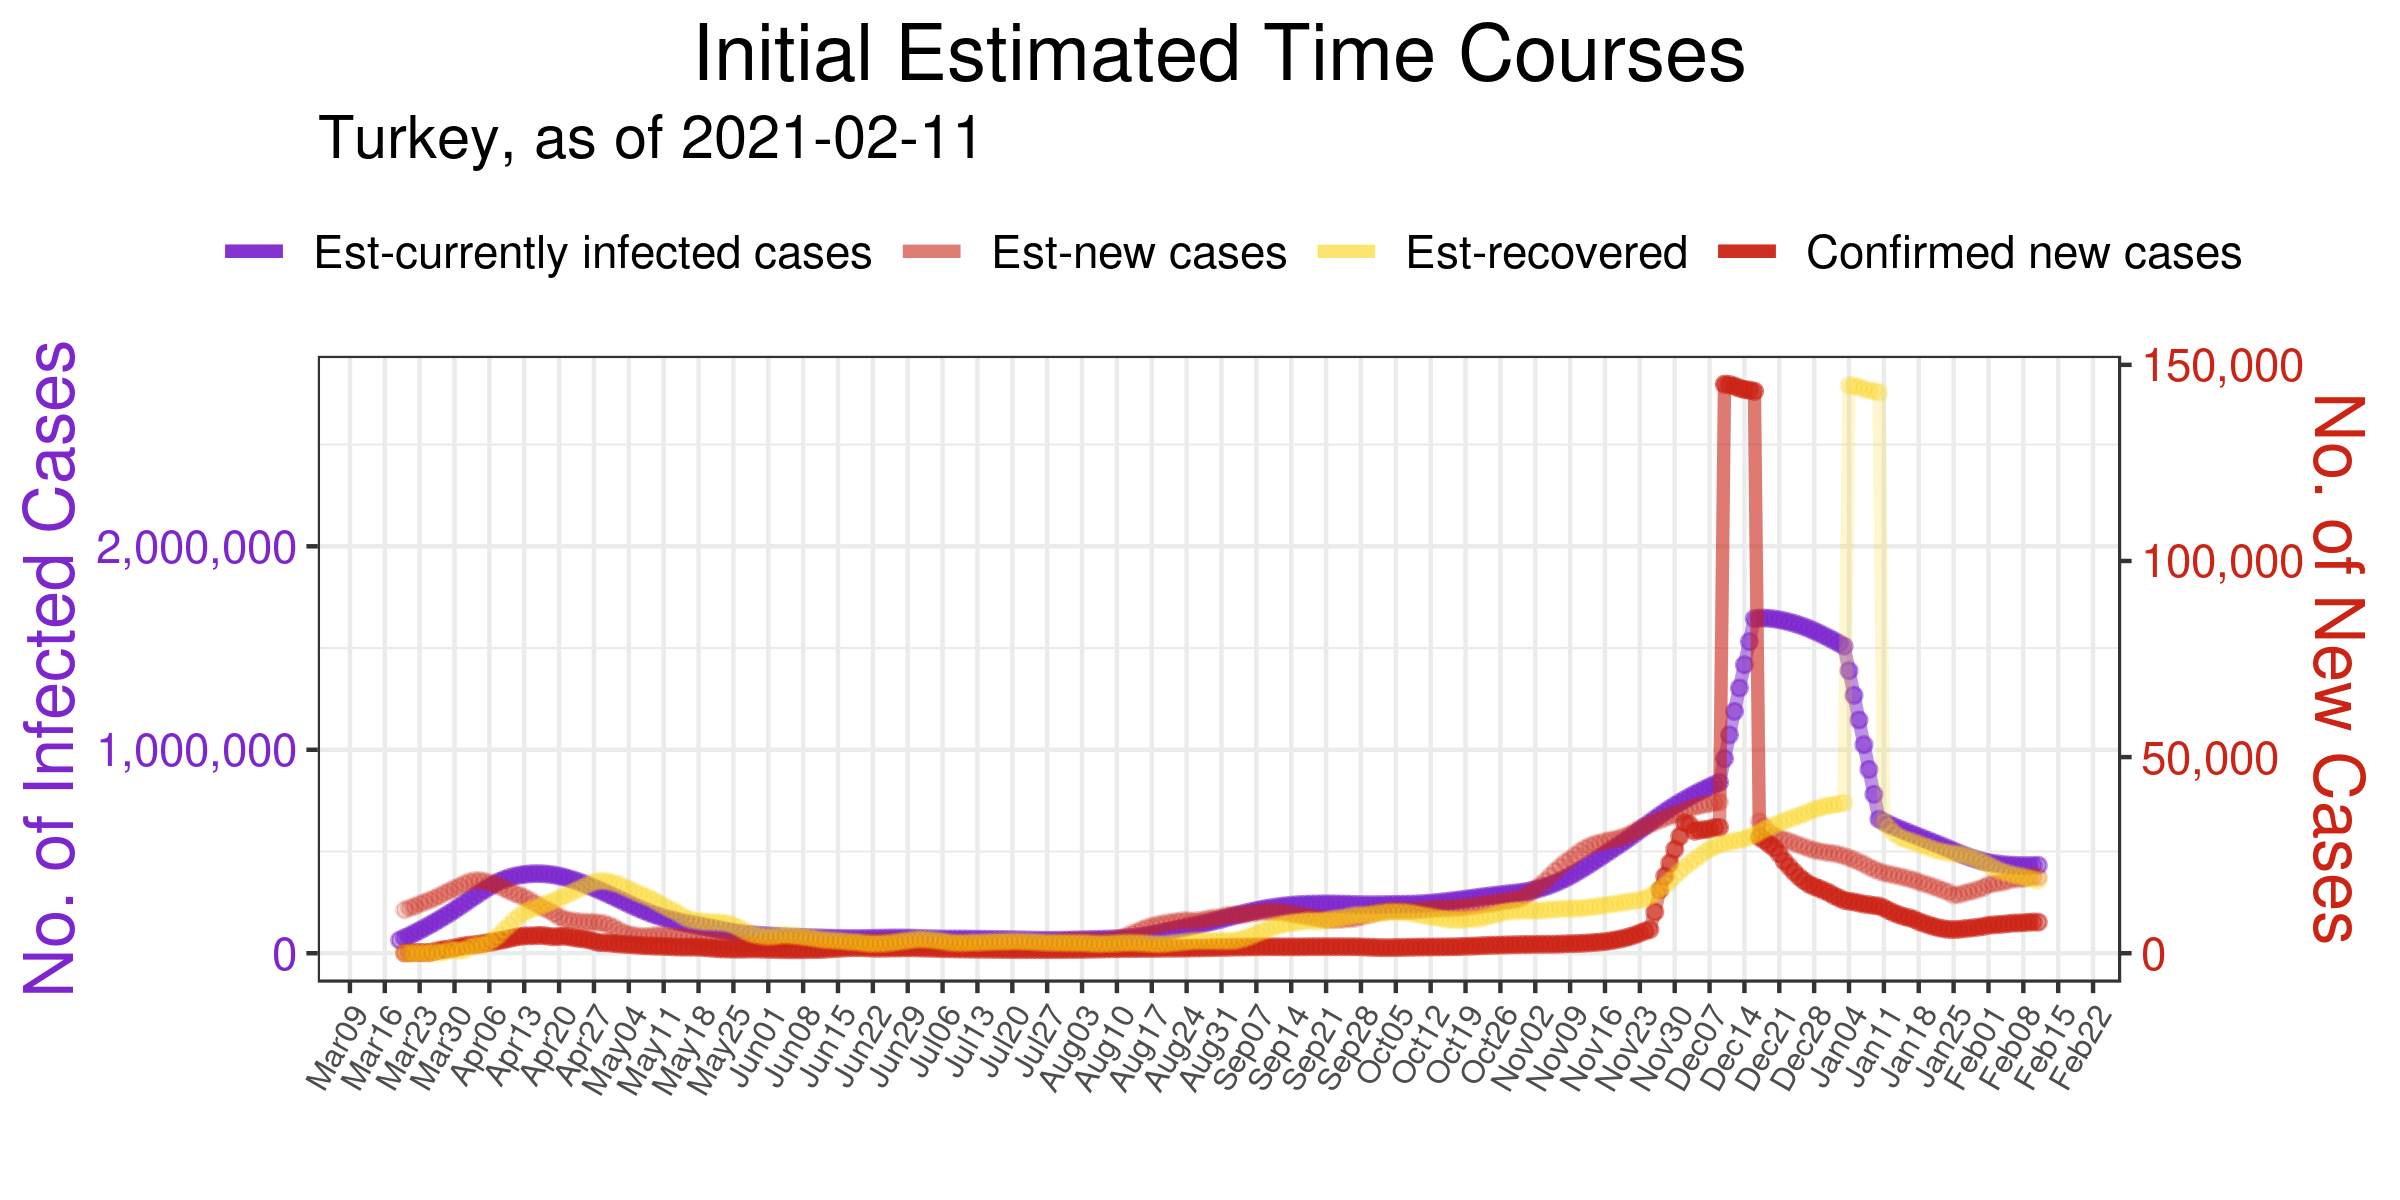 Initial Estimated Time Courses
Turkey, as of 2021-02-11
Est-currently infected cases Est-new cases Est-recovered Confirmed new cases
No. of Infected Cases
2,000,000
1,000,000
0
150,000
100,000
50,000
0
No. of New Cases
Mar09 Mar16 Mar23 Mar30 Apr06 Apr13 Apr20 Apr27 May04 May11 May18 May25 Jun01 Jun08 Jun15 Jun22 Jun29 Jul06 Jul13 Jul20 Jul27 Aug03 Aug10 Aug17 Aug24 Aug31 Sep07 Sep14 Sep21 Sep28 Oct05 Oct12 Oct19 Oct26 Nov02 Nov09 Nov16 Nov23 Nov30 Dec07 Dec14 Dec21 Dec28 Jan04 Jan11 Jan18 Jan25 Feb01 Feb08 Feb15 Feb22